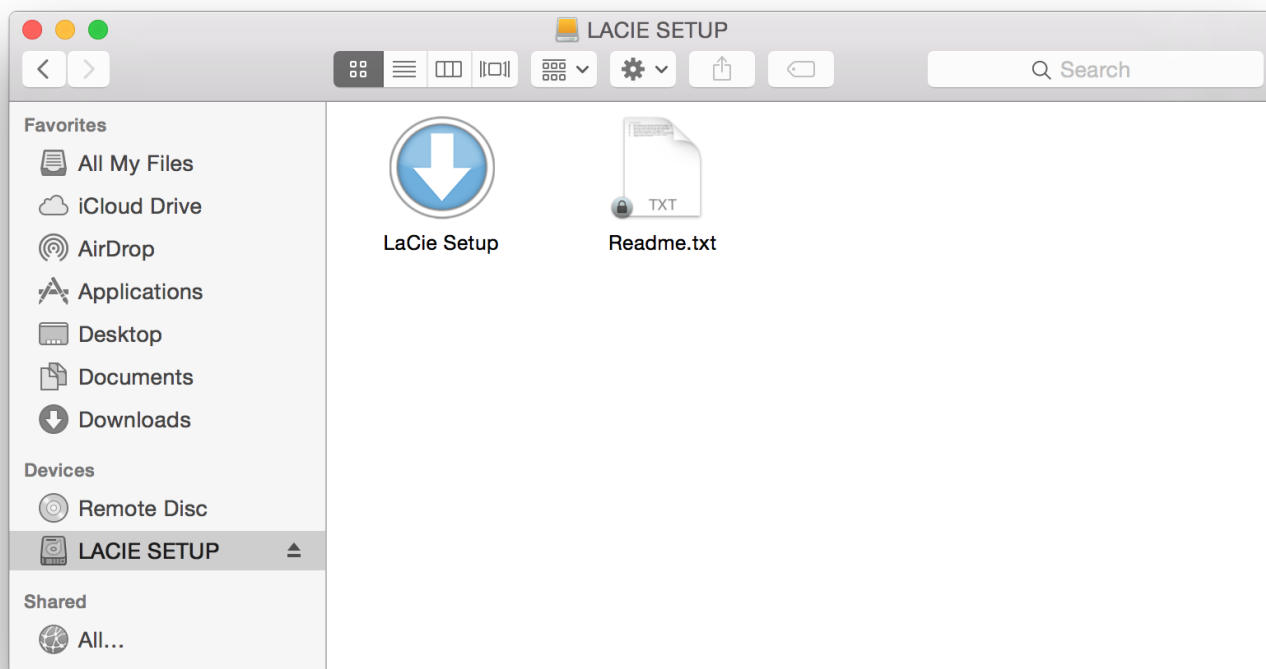 LACIE SETUP
Search
Favorites
All My Files
iCloud Drive
AirDrop
Applications
Desktop
Documents
Downloads
Devices
Remote Disc
LACIE SETUP
Shared
All...
TXT
LaCie Setup
Readme.txt